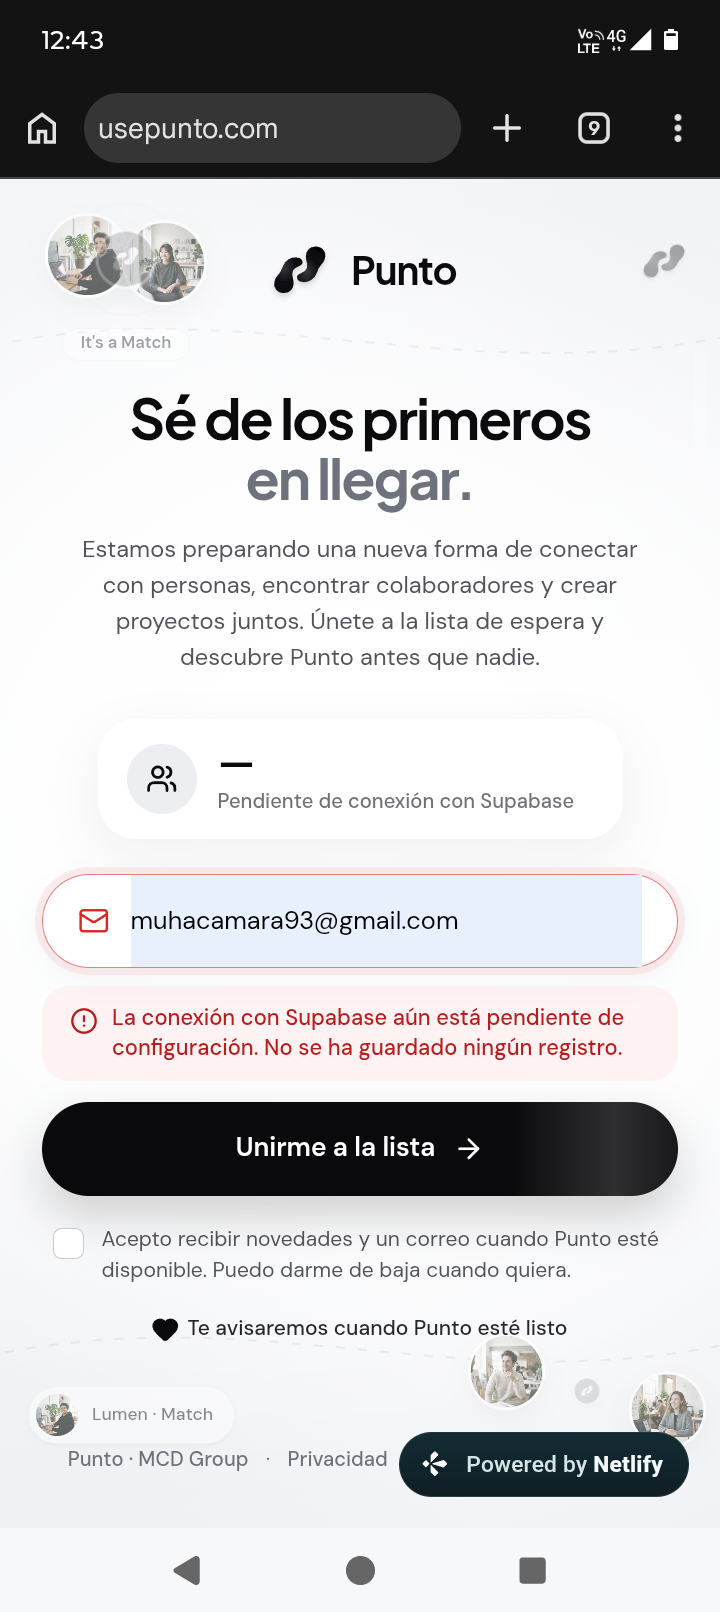 12:43
Vo LTE 4G
usepunto.com
9
Punto
It's a Match
Sé de los primeros
en llegar.
Estamos preparando una nueva forma de conectar
con personas, encontrar colaboradores y crear
proyectos juntos. Únete a la lista de espera y
descubre Punto antes que nadie.
—
Pendiente de conexión con Supabase
muhacamara93@gmail.com
La conexión con Supabase aún está pendiente de
configuración. No se ha guardado ningún registro.
Unirme a la lista →
Acepto recibir novedades y un correo cuando Punto esté
disponible. Puedo darme de baja cuando quiera.
Te avisaremos cuando Punto esté listo
Lumen · Match
Punto · MCD Group · Privacidad
Powered by Netlify